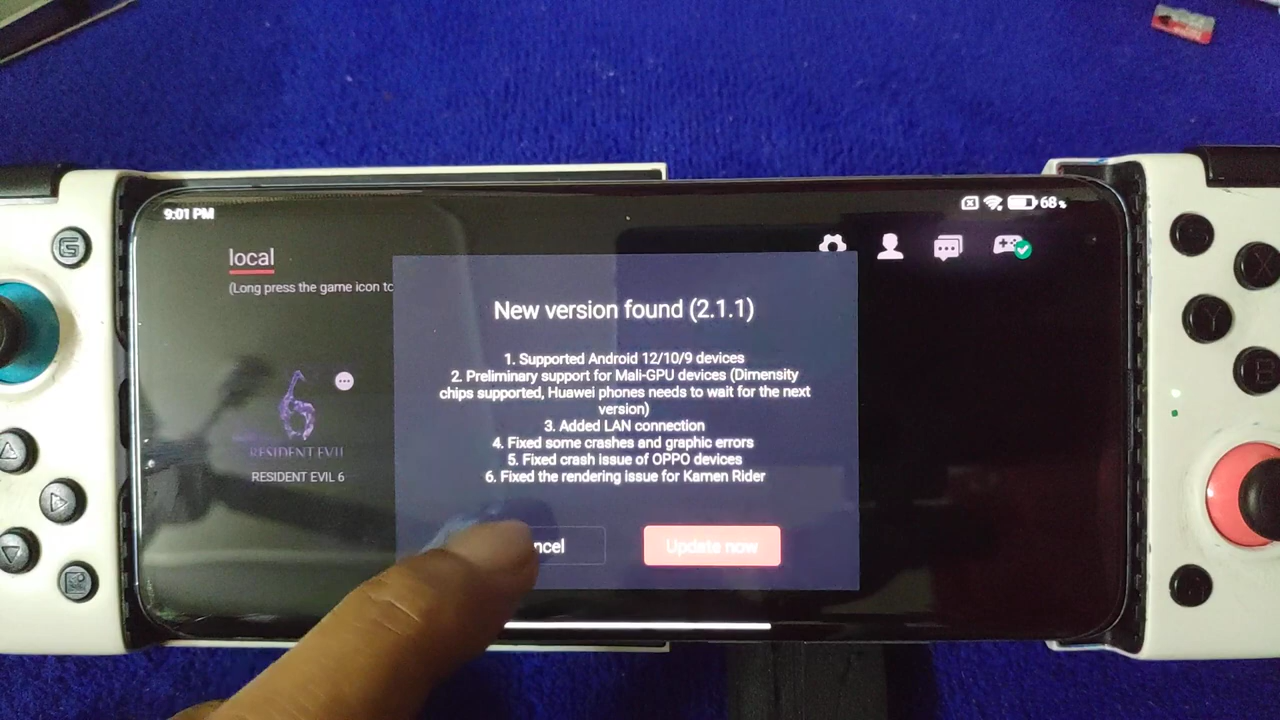 9:01 PM
68%
local
(Long press the game icon to
New version found (2.1.1)
1. Supported Android 12/10/9 devices
2. Preliminary support for Mali-GPU devices (Dimensity
chips supported, Huawei phones needs to wait for the next
version)
3. Added LAN connection
4. Fixed some crashes and graphic errors
5. Fixed crash issue of OPPO devices
6. Fixed the rendering issue for Kamen Rider
ncel
Update now
RESIDENT EVIL
RESIDENT EVIL 6
G
X
Y
B